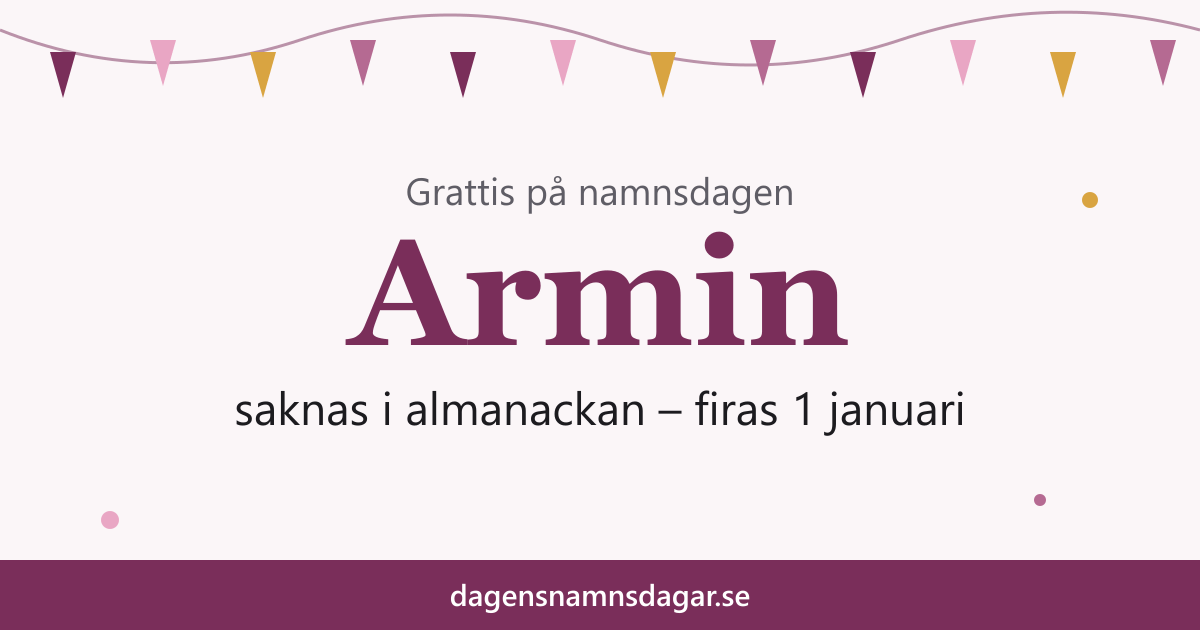 Grattis på namnsdagen
Armin
saknas i almanackan – firas 1 januari
dagensnamnsdagar.se